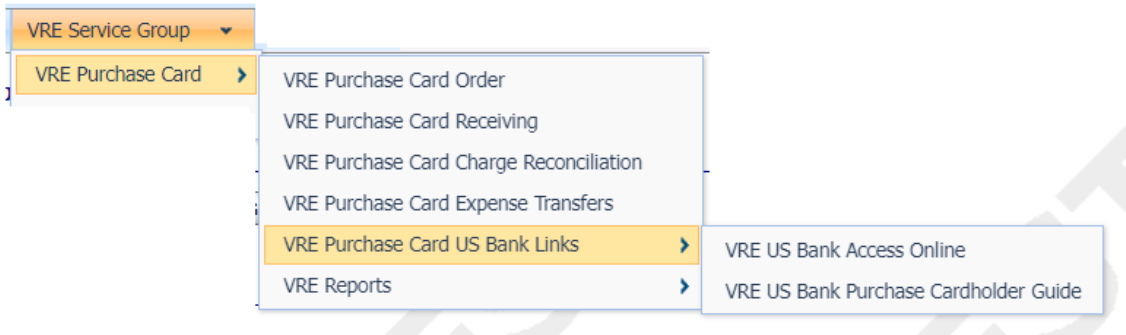 VRE Service Group
VRE Purchase Card
VRE Purchase Card Order
VRE Purchase Card Receiving
VRE Purchase Card Charge Reconciliation
VRE Purchase Card Expense Transfers
VRE Purchase Card US Bank Links
VRE Reports
VRE US Bank Access Online
VRE US Bank Purchase Cardholder Guide